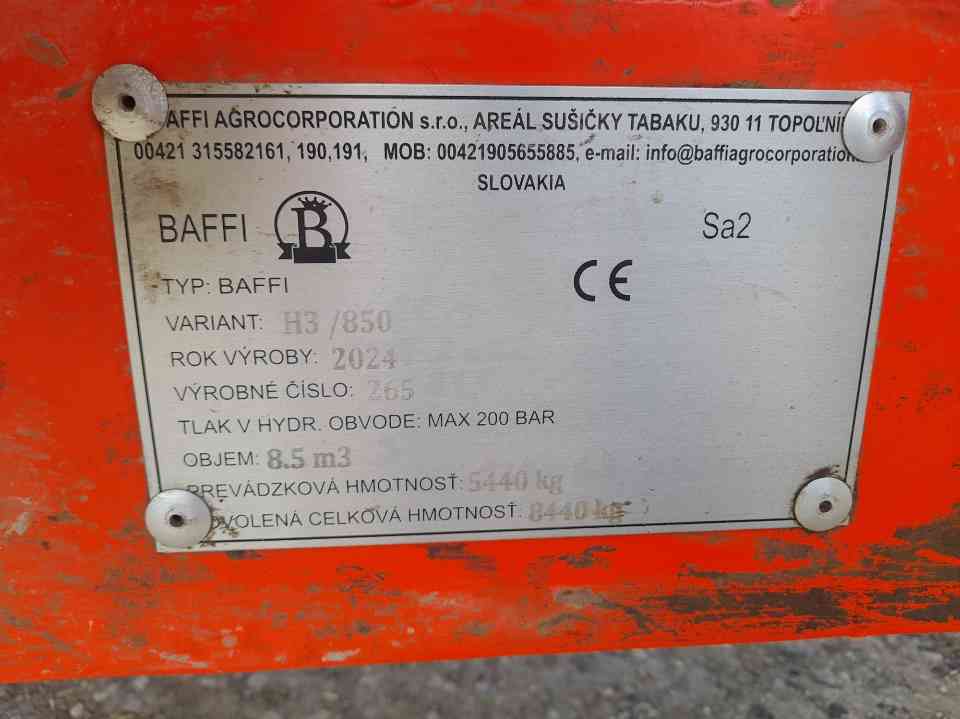 AFFI AGROCORPORATION s.r.o., AREÁL SUŠIČKY TABAKU, 930 11 TOPOĽNÍ
00421 315582161, 190,191, MOB: 00421905655885, e-mail: info@baffiagrocorporation.
SLOVAKIA
BAFFI B Sa2
TYP: BAFFI CE
VARIANT: H3 /850
ROK VÝROBY: 2024
VÝROBNÉ ČÍSLO: 265
TLAK V HYDR. OBVODE: MAX 200 BAR
OBJEM: 8.5 m3
PREVÁDZKOVÁ HMOTNOSŤ: 5440 kg
VOLENÁ CELKOVÁ HMOTNOSŤ: 8440 kg